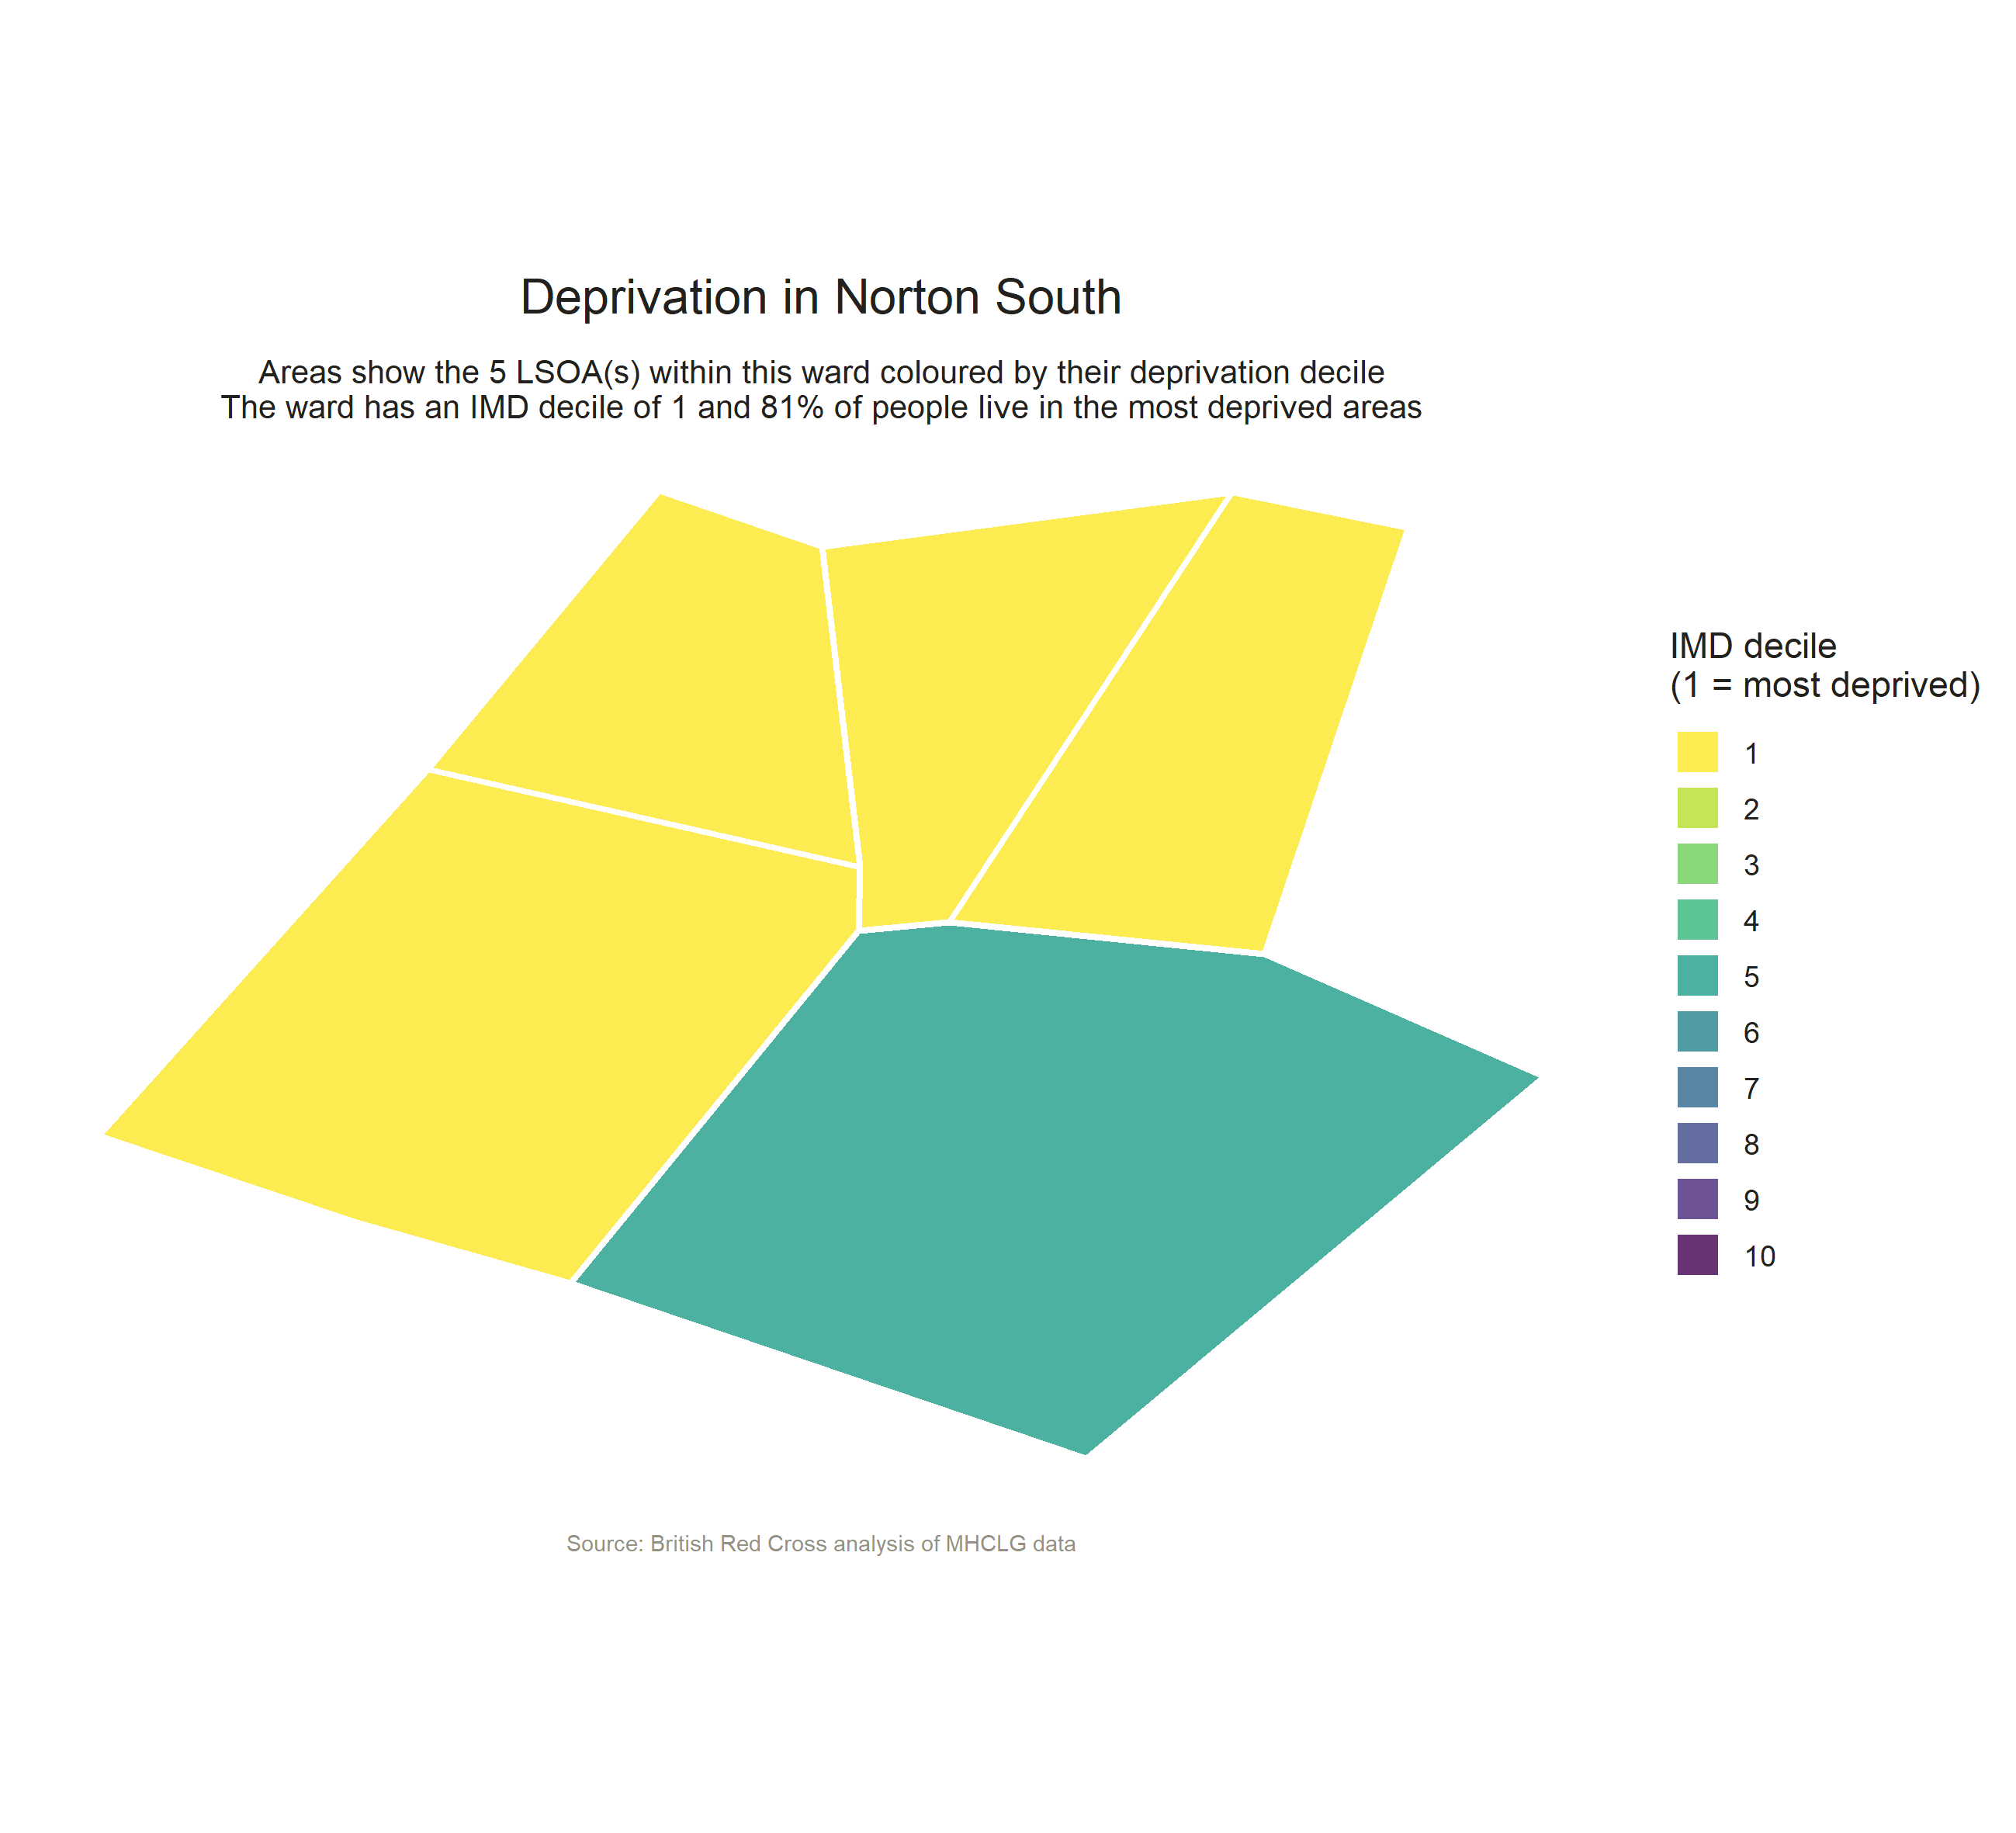 Deprivation in Norton South
Areas show the 5 LSOA(s) within this ward coloured by their deprivation decile
The ward has an IMD decile of 1 and 81% of people live in the most deprived areas
IMD decile
(1 = most deprived)
1
2
3
4
5
6
7
8
9
10
Source: British Red Cross analysis of MHCLG data